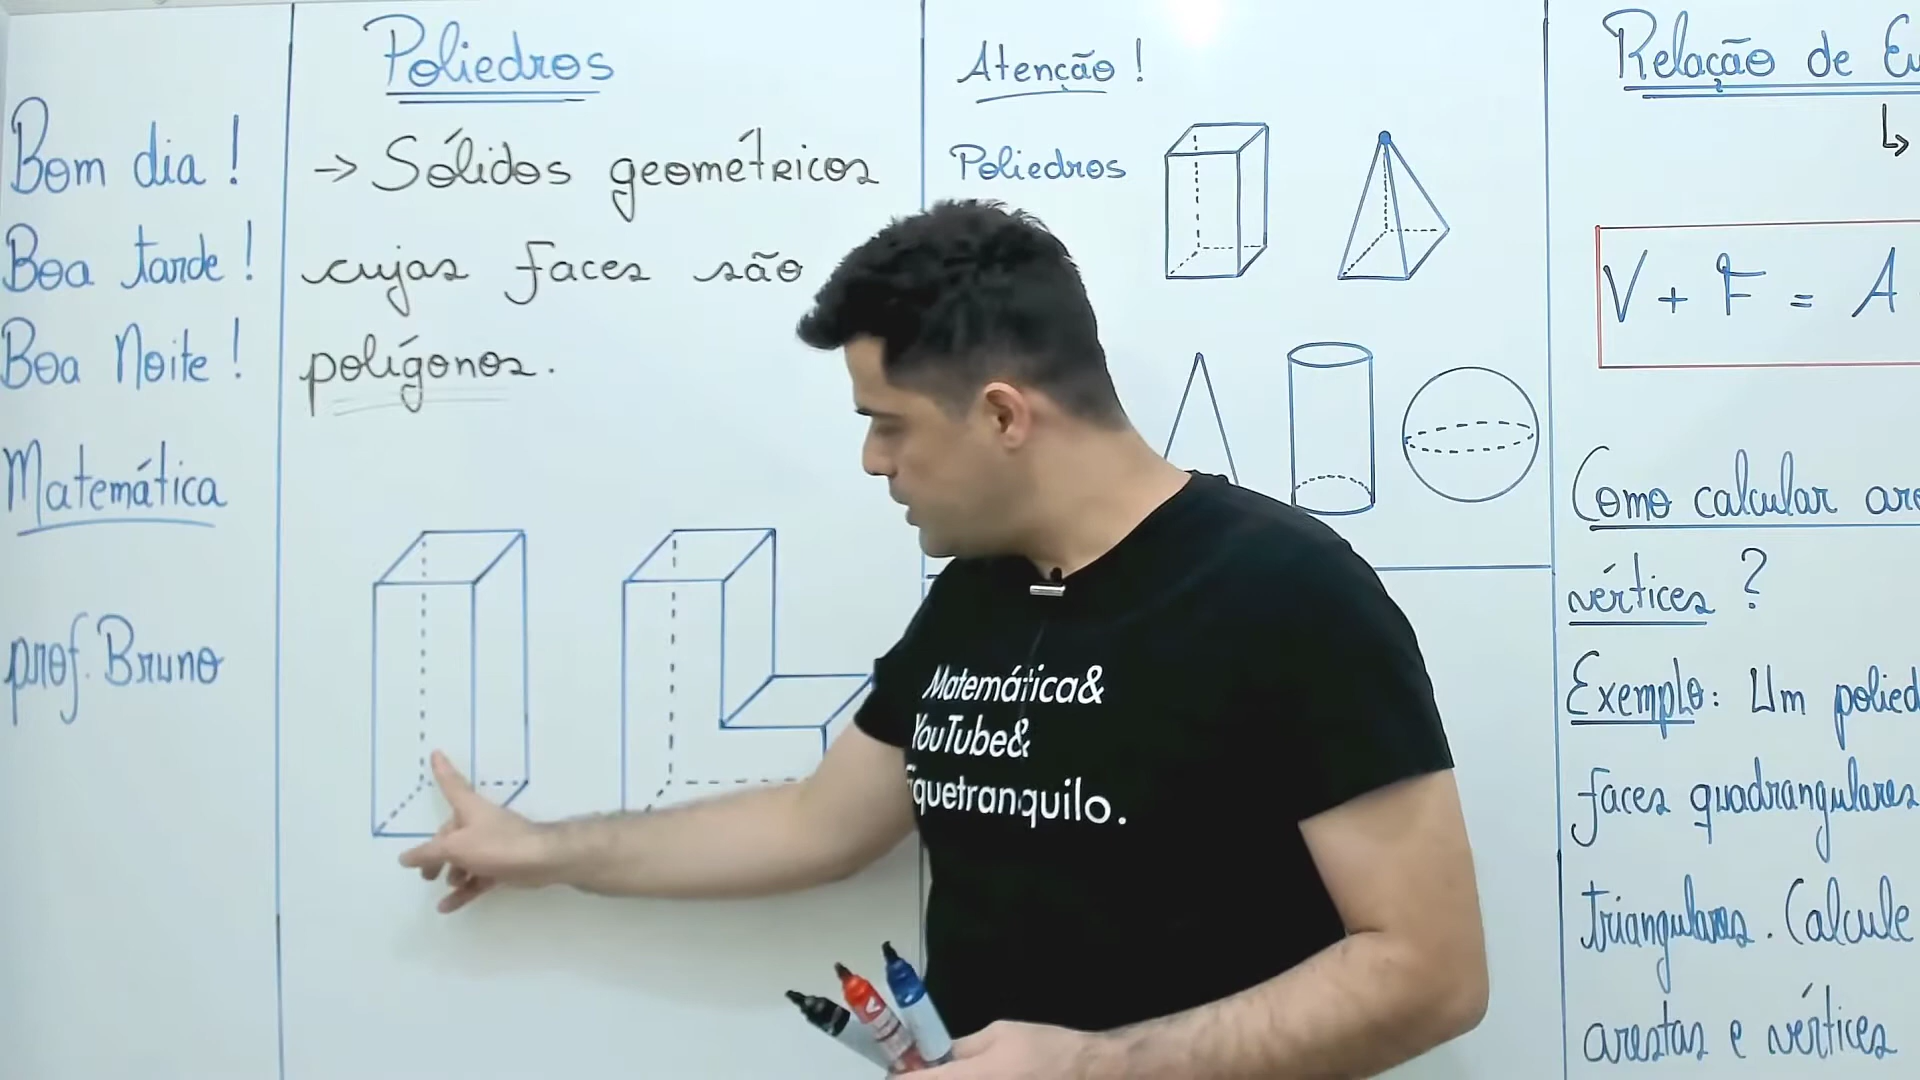 Bom dia!
Boa tarde!
Boa Noite!
Matemática
prof. Bruno
Poliedros
→ Sólidos geométricos
cujas faces são
polígonos.
Atenção!
Poliedros
Relação de
V + F = A
Como calcular
vértices?
Exemplo: Um
faces quadrangulares
triangulares. Calcule
arestas e vértices
Matemática&
YouTube&
fiquetranquilo.